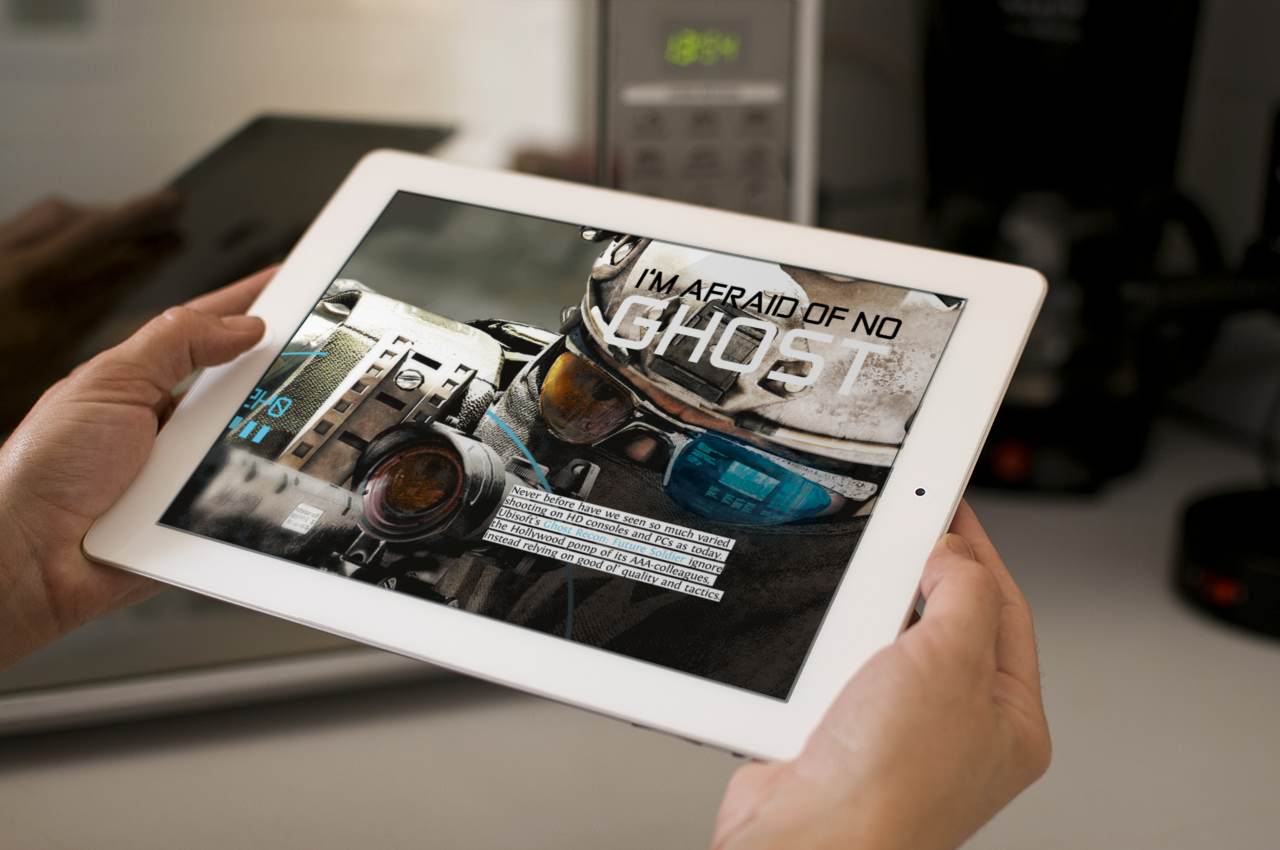 I'M AFRAID OF NO
GHOST
Never before have we seen so much varied
shooting on HD consoles and PCs as today.
Ubisoft's Ghost Recon: Future Soldier ignore
the Hollywood pomp of its AAA-colleagues,
instead relying on good ol' quality and tactics.